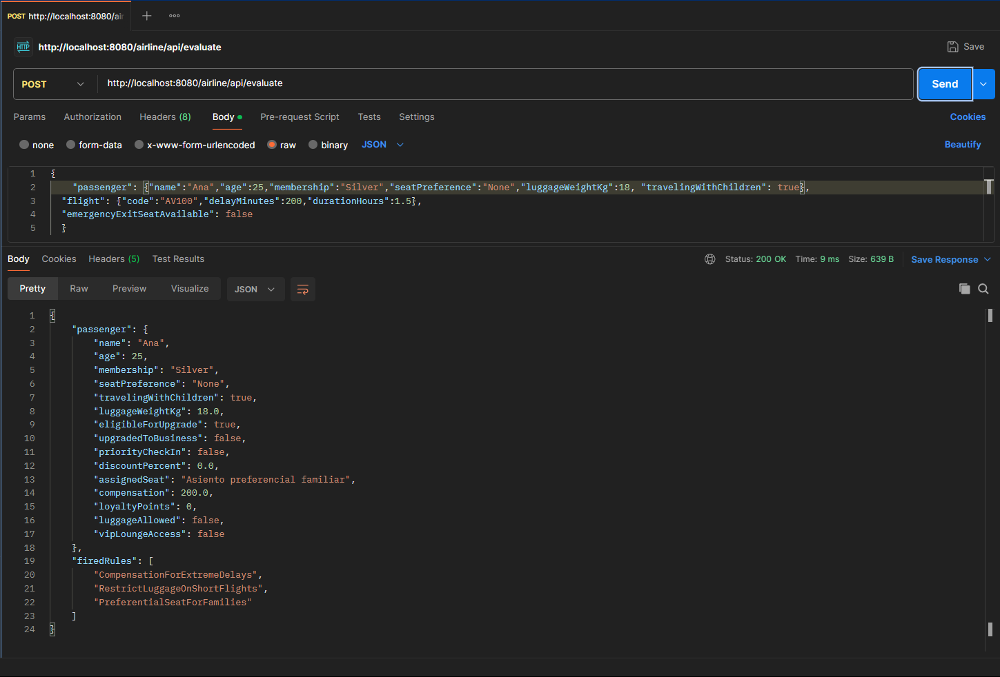 POST http://localhost:8080/air
HTTP http://localhost:8080/airline/api/evaluate Save
POST http://localhost:8080/airline/api/evaluate Send
Params Authorization Headers (8) Body Pre-request Script Tests Settings Cookies
none form-data x-www-form-urlencoded raw binary JSON Beautify
1 {
2 "passenger": {"name":"Ana","age":25,"membership":"Silver","seatPreference":"None","luggageWeightKg":18, "travelingWithChildren": true},
3 "flight": {"code":"AV100","delayMinutes":200,"durationHours":1.5},
4 "emergencyExitSeatAvailable": false
5 }
Body Cookies Headers (5) Test Results Status: 200 OK Time: 9 ms Size: 639 B Save Response
Pretty Raw Preview Visualize JSON
1 {
2 "passenger": {
3 "name": "Ana",
4 "age": 25,
5 "membership": "Silver",
6 "seatPreference": "None",
7 "travelingWithChildren": true,
8 "luggageWeightKg": 18.0,
9 "eligibleForUpgrade": true,
10 "upgradedToBusiness": false,
11 "priorityCheckIn": false,
12 "discountPercent": 0.0,
13 "assignedSeat": "Asiento preferencial familiar",
14 "compensation": 200.0,
15 "loyaltyPoints": 0,
16 "luggageAllowed": false,
17 "vipLoungeAccess": false
18 },
19 "firedRules": [
20 "CompensationForExtremeDelays",
21 "RestrictLuggageOnShortFlights",
22 "PreferentialSeatForFamilies"
23 ]
24 }